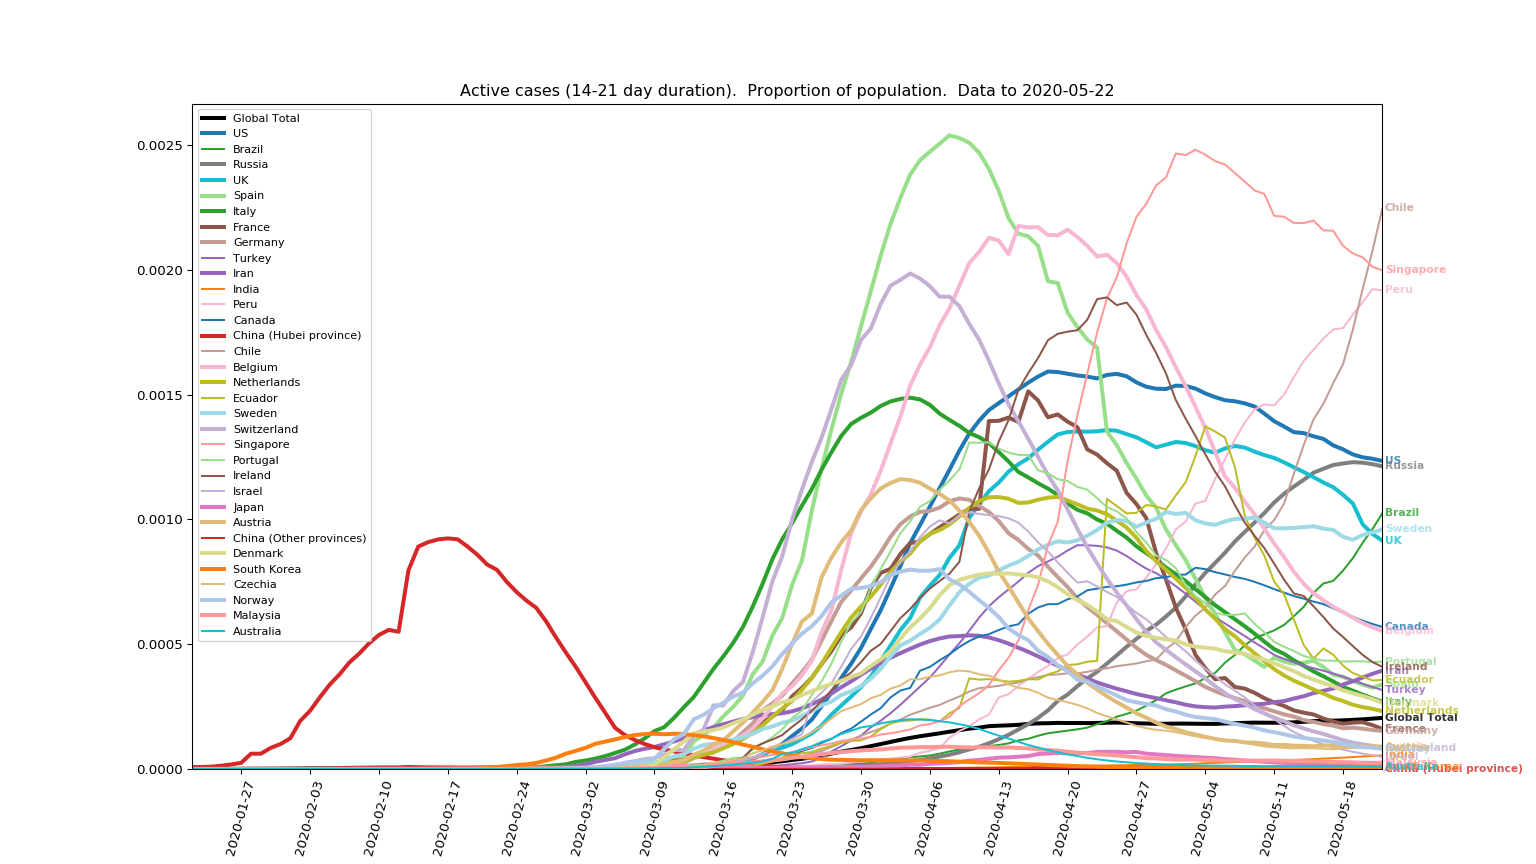 Active cases (14-21 day duration).  Proportion of population.  Data to 2020-05-22
0.0025
0.0020
0.0015
0.0010
0.0005
0.0000
Global Total
US
Brazil
Russia
UK
Spain
Italy
France
Germany
Turkey
Iran
India
Peru
Canada
China (Hubei province)
Chile
Belgium
Netherlands
Ecuador
Sweden
Switzerland
Singapore
Portugal
Ireland
Israel
Japan
Austria
China (Other provinces)
Denmark
South Korea
Czechia
Norway
Malaysia
Australia
Chile
Singapore
Peru
US
Russia
Brazil
Sweden
UK
Canada
Belgium
Portugal
Ireland
Iran
Ecuador
Turkey
Italy
Netherlands
Global Total
France
Germany
India
Malaysia
Australia
China (Hubei province)
2020-01-27
2020-02-03
2020-02-10
2020-02-17
2020-02-24
2020-03-02
2020-03-09
2020-03-16
2020-03-23
2020-03-30
2020-04-06
2020-04-13
2020-04-20
2020-04-27
2020-05-04
2020-05-11
2020-05-18